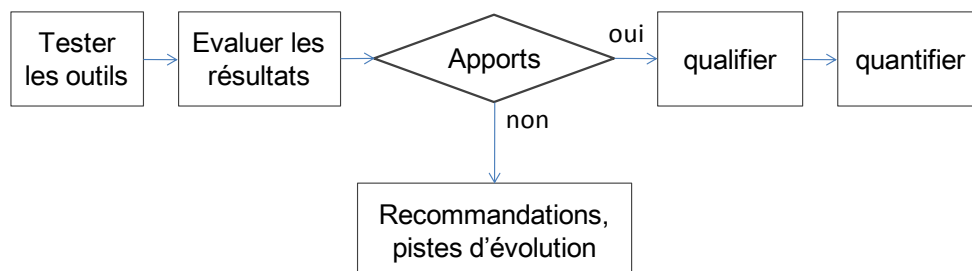 Tester
les outils
Evaluer les
résultats
Apports
oui
qualifier
quantifier
non
Recommandations,
pistes d’évolution